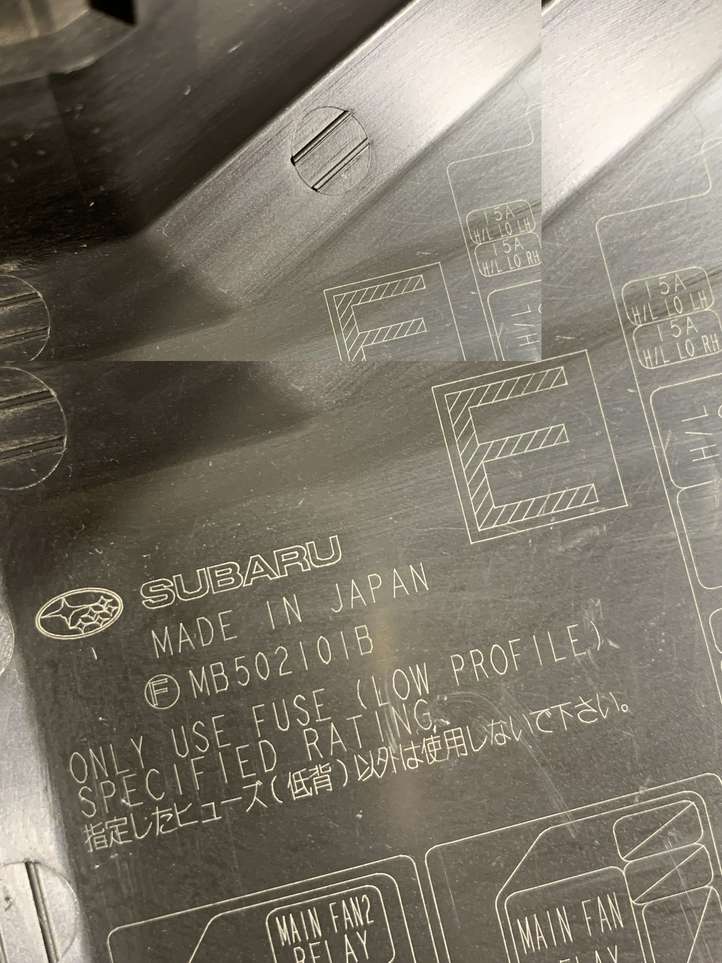 15A
H/L LO LH
15A
H/L LO RH
H/L
15A
H/L LO LH
15A
H/L LO RH
H/L
E
SUBARU
MADE IN JAPAN
Ⓕ MB502101B
ONLY USE FUSE (LOW PROFILE)
SPECIFIED RATING.
指定したヒューズ(低背)以外は使用しないで下さい。
MAIN FAN2
RELAY
MAIN FAN
RELAY